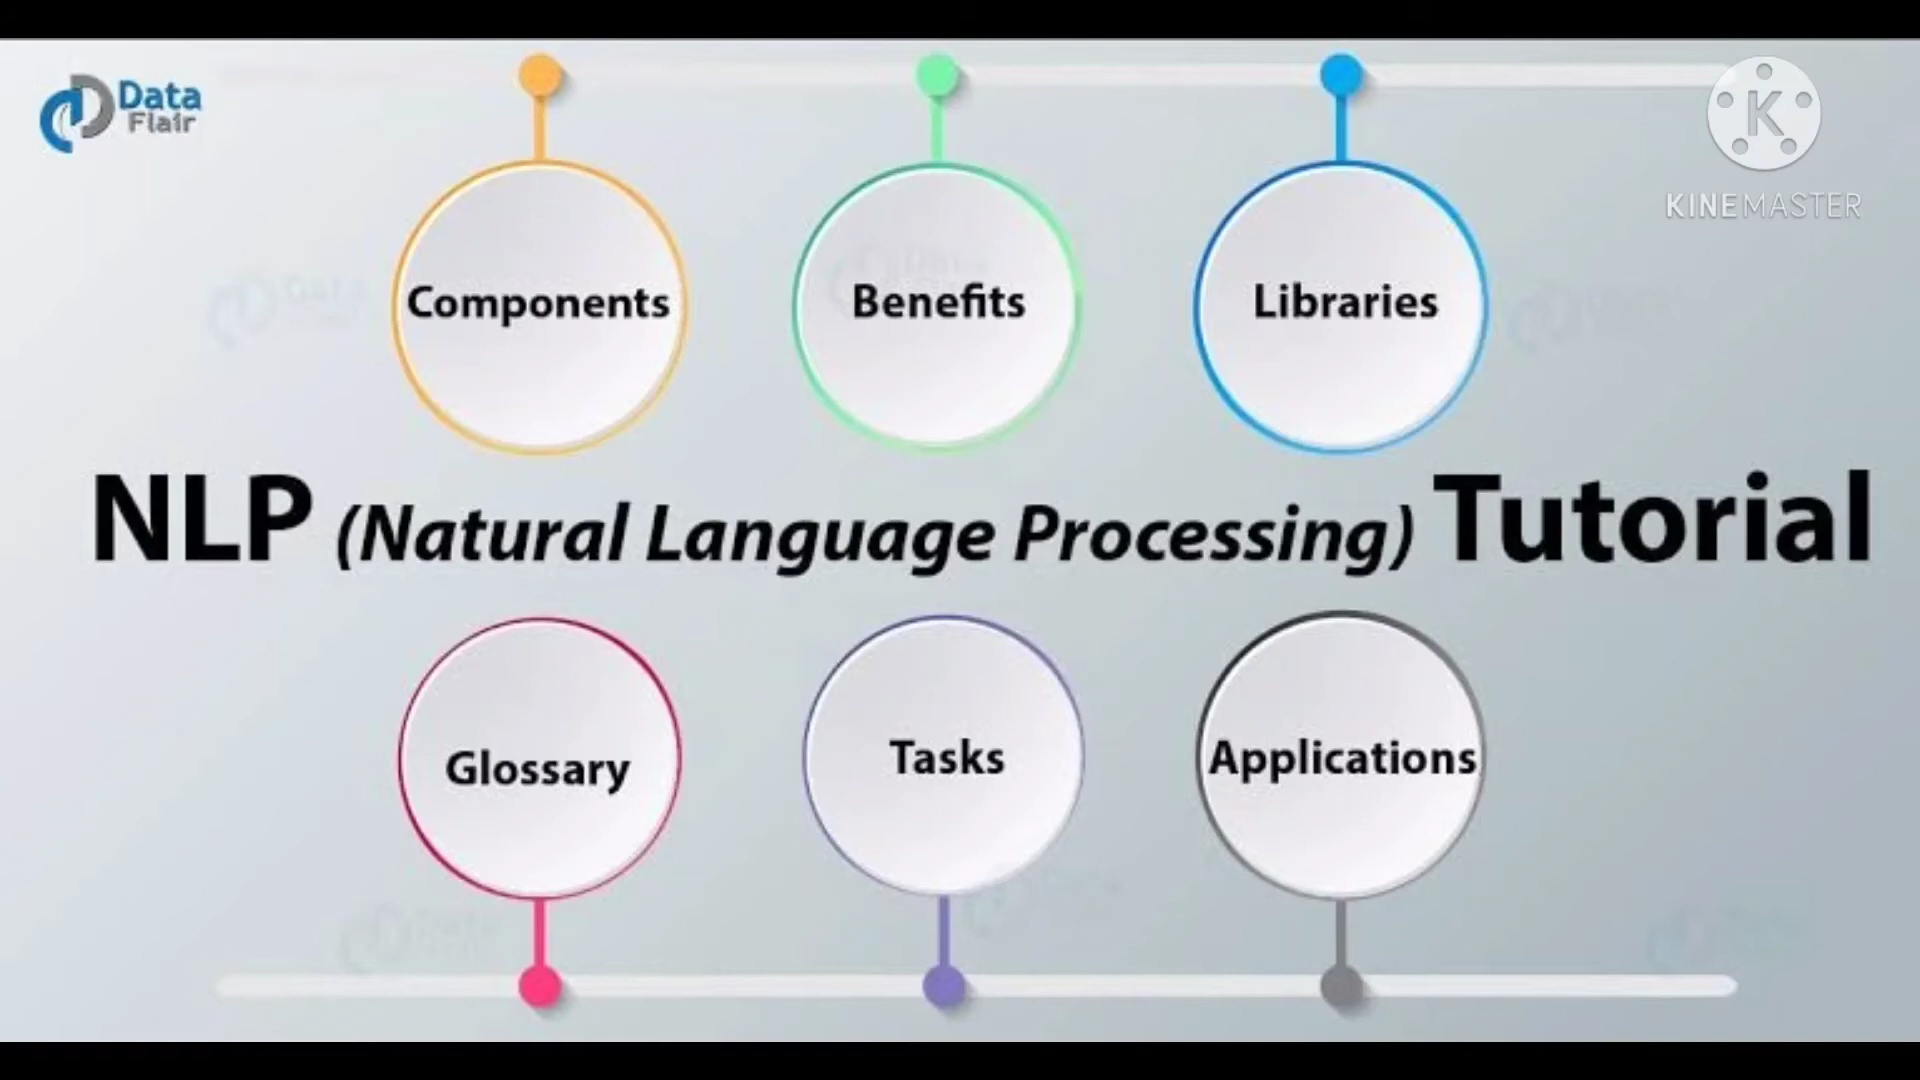 Data
Flair
K
KINEMASTER
Components
Benefits
Libraries
NLP (Natural Language Processing) Tutorial
Glossary
Tasks
Applications